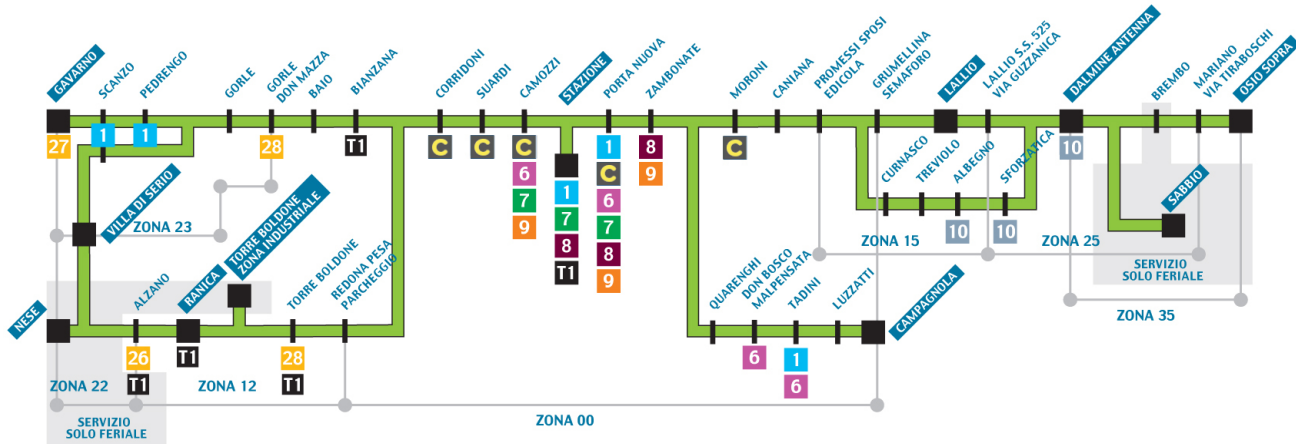 GAVARNO
SCANZO
PEDRENGO
GORLE
GORLE
DON MAZZA
BAIO
BIANZANA
CORRIDONI
SUARDI
CAMOZZI
STAZIONE
PORTA NUOVA
ZAMBONATE
MORONI
CANIANA
PROMESSI SPOSI
EDICOLA
GRUMELLINA
SEMAFORO
LALLIO
LALLIO S.S. 525
VIA GUZZANICA
DALMINE ANTENNA
BREMBO
MARIANO
VIA TIRABOSCHI
OSIO SOPRA
27
1
1
28
T1
C
C
C
6
7
9
1
7
8
T1
1
C
6
7
8
9
8
9
C
CURNASCO
TREVIOLO
ALBEGNO
SFORZATICA
10
10
10
SABBIO
VILLA DI SERIO
ZONA 23
ZONA 15
ZONA 25
SERVIZIO
SOLO FERIALE
ZONA 35
NESE
ALZANO
RANICA
TORRE BOLDONE
ZONA INDUSTRIALE
TORRE BOLDONE
REDONA PESA
PARCHEGGIO
QUARENGHI
DON BOSCO
MALPENSATA
TADINI
LUZZATTI
CAMPAGNOLA
26
T1
T1
28
T1
6
1
6
ZONA 22
ZONA 12
ZONA 00
SERVIZIO
SOLO FERIALE